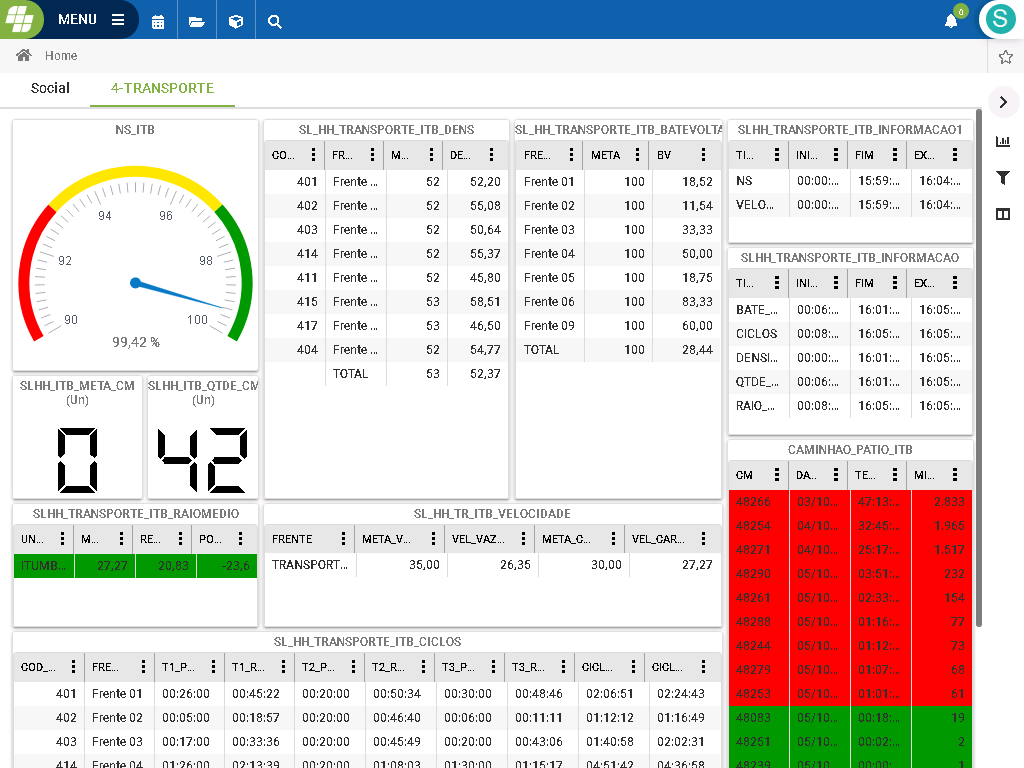 MENU
0
S
Home
Social
4-TRANSPORTE
NS_ITB
90
92
94
96
98
100
99,42 %
SLHH_ITB_META_CM
(Un)
0
SLHH_ITB_QTDE_CM
(Un)
42
SL_HH_TRANSPORTE_ITB_DENS
CO... FR... M... DE...
401 Frente ... 52 52,20
402 Frente ... 52 55,08
403 Frente ... 52 50,64
414 Frente ... 52 55,37
411 Frente ... 52 45,80
415 Frente ... 53 58,51
417 Frente ... 53 46,50
404 Frente ... 52 54,77
TOTAL 53 52,37
SL_HH_TRANSPORTE_ITB_BATEVOLTA
FRE... META BV
Frente 01 100 18,52
Frente 02 100 11,54
Frente 03 100 33,33
Frente 04 100 50,00
Frente 05 100 18,75
Frente 06 100 83,33
Frente 09 100 60,00
TOTAL 100 28,44
SL_HH_TRANSPORTE_ITB_INFORMACAO1
TI... INI... FIM EX...
NS 00:00:... 15:59:... 16:04:...
VELO... 00:00:... 15:59:... 16:04:...
SL_HH_TRANSPORTE_ITB_INFORMACAO
TI... INI... FIM EX...
BATE_... 00:06:... 16:01:... 16:05:...
CICLOS 00:08:... 16:05:... 16:05:...
DENSI... 00:00:... 16:01:... 16:05:...
QTDE_... 00:06:... 16:01:... 16:05:...
RAIO_... 00:08:... 16:05:... 16:05:...
CAMINHAO_PATIO_ITB
CM DA... TE... MI...
48266 03/10... 47:13:... 2.833
48254 04/10... 32:45:... 1.965
48271 04/10... 25:17:... 1.517
48290 05/10... 03:51:... 232
48261 05/10... 02:33:... 154
48288 05/10... 01:16:... 77
48244 05/10... 01:12:... 73
48273 05/10... 01:07:... 68
48253 05/10... 01:01:... 61
48083 05/10... 00:18:... 19
48251 05/10... 00:02:... 2
48239 05/10... 00:00:... 1
SLHH_TRANSPORTE_ITB_RAIOMEDIO
UN... M... RE... PO...
ITUMB... 27,27 20,83 -23,6
SL_HH_TR_ITB_VELOCIDADE
FRENTE META_V... VEL_VAZ... META_C... VEL_CAR...
TRANSPORT... 35,00 26,35 30,00 27,27
SL_HH_TRANSPORTE_ITB_CICLOS
COD_... FRE... T1_P... T1_R... T2_P... T2_R... T3_P... T3_R... CICL... CICL...
401 Frente 01 00:26:00 00:45:22 00:20:00 00:50:34 00:30:00 00:48:46 02:06:51 02:24:43
402 Frente 02 00:05:00 00:18:57 00:20:00 00:46:40 00:06:00 00:11:11 01:12:12 01:16:49
403 Frente 03 00:17:00 00:33:36 00:20:00 00:45:49 00:20:00 00:43:06 01:40:58 02:02:31
414 Frente 04 01:26:00 02:13:39 00:20:00 01:08:03 01:30:00 01:15:17 04:51:42 04:36:58